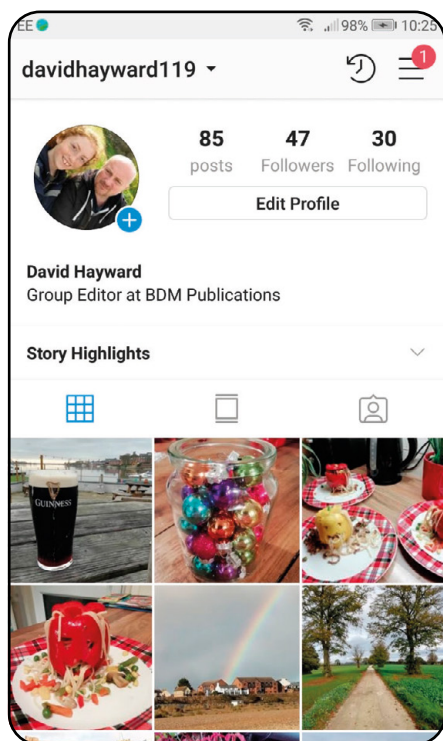 EE 98% 10:25
davidhayward119 1
85 47 30
posts Followers Following
Edit Profile
David Hayward
Group Editor at BDM Publications
Story Highlights
GUINNESS